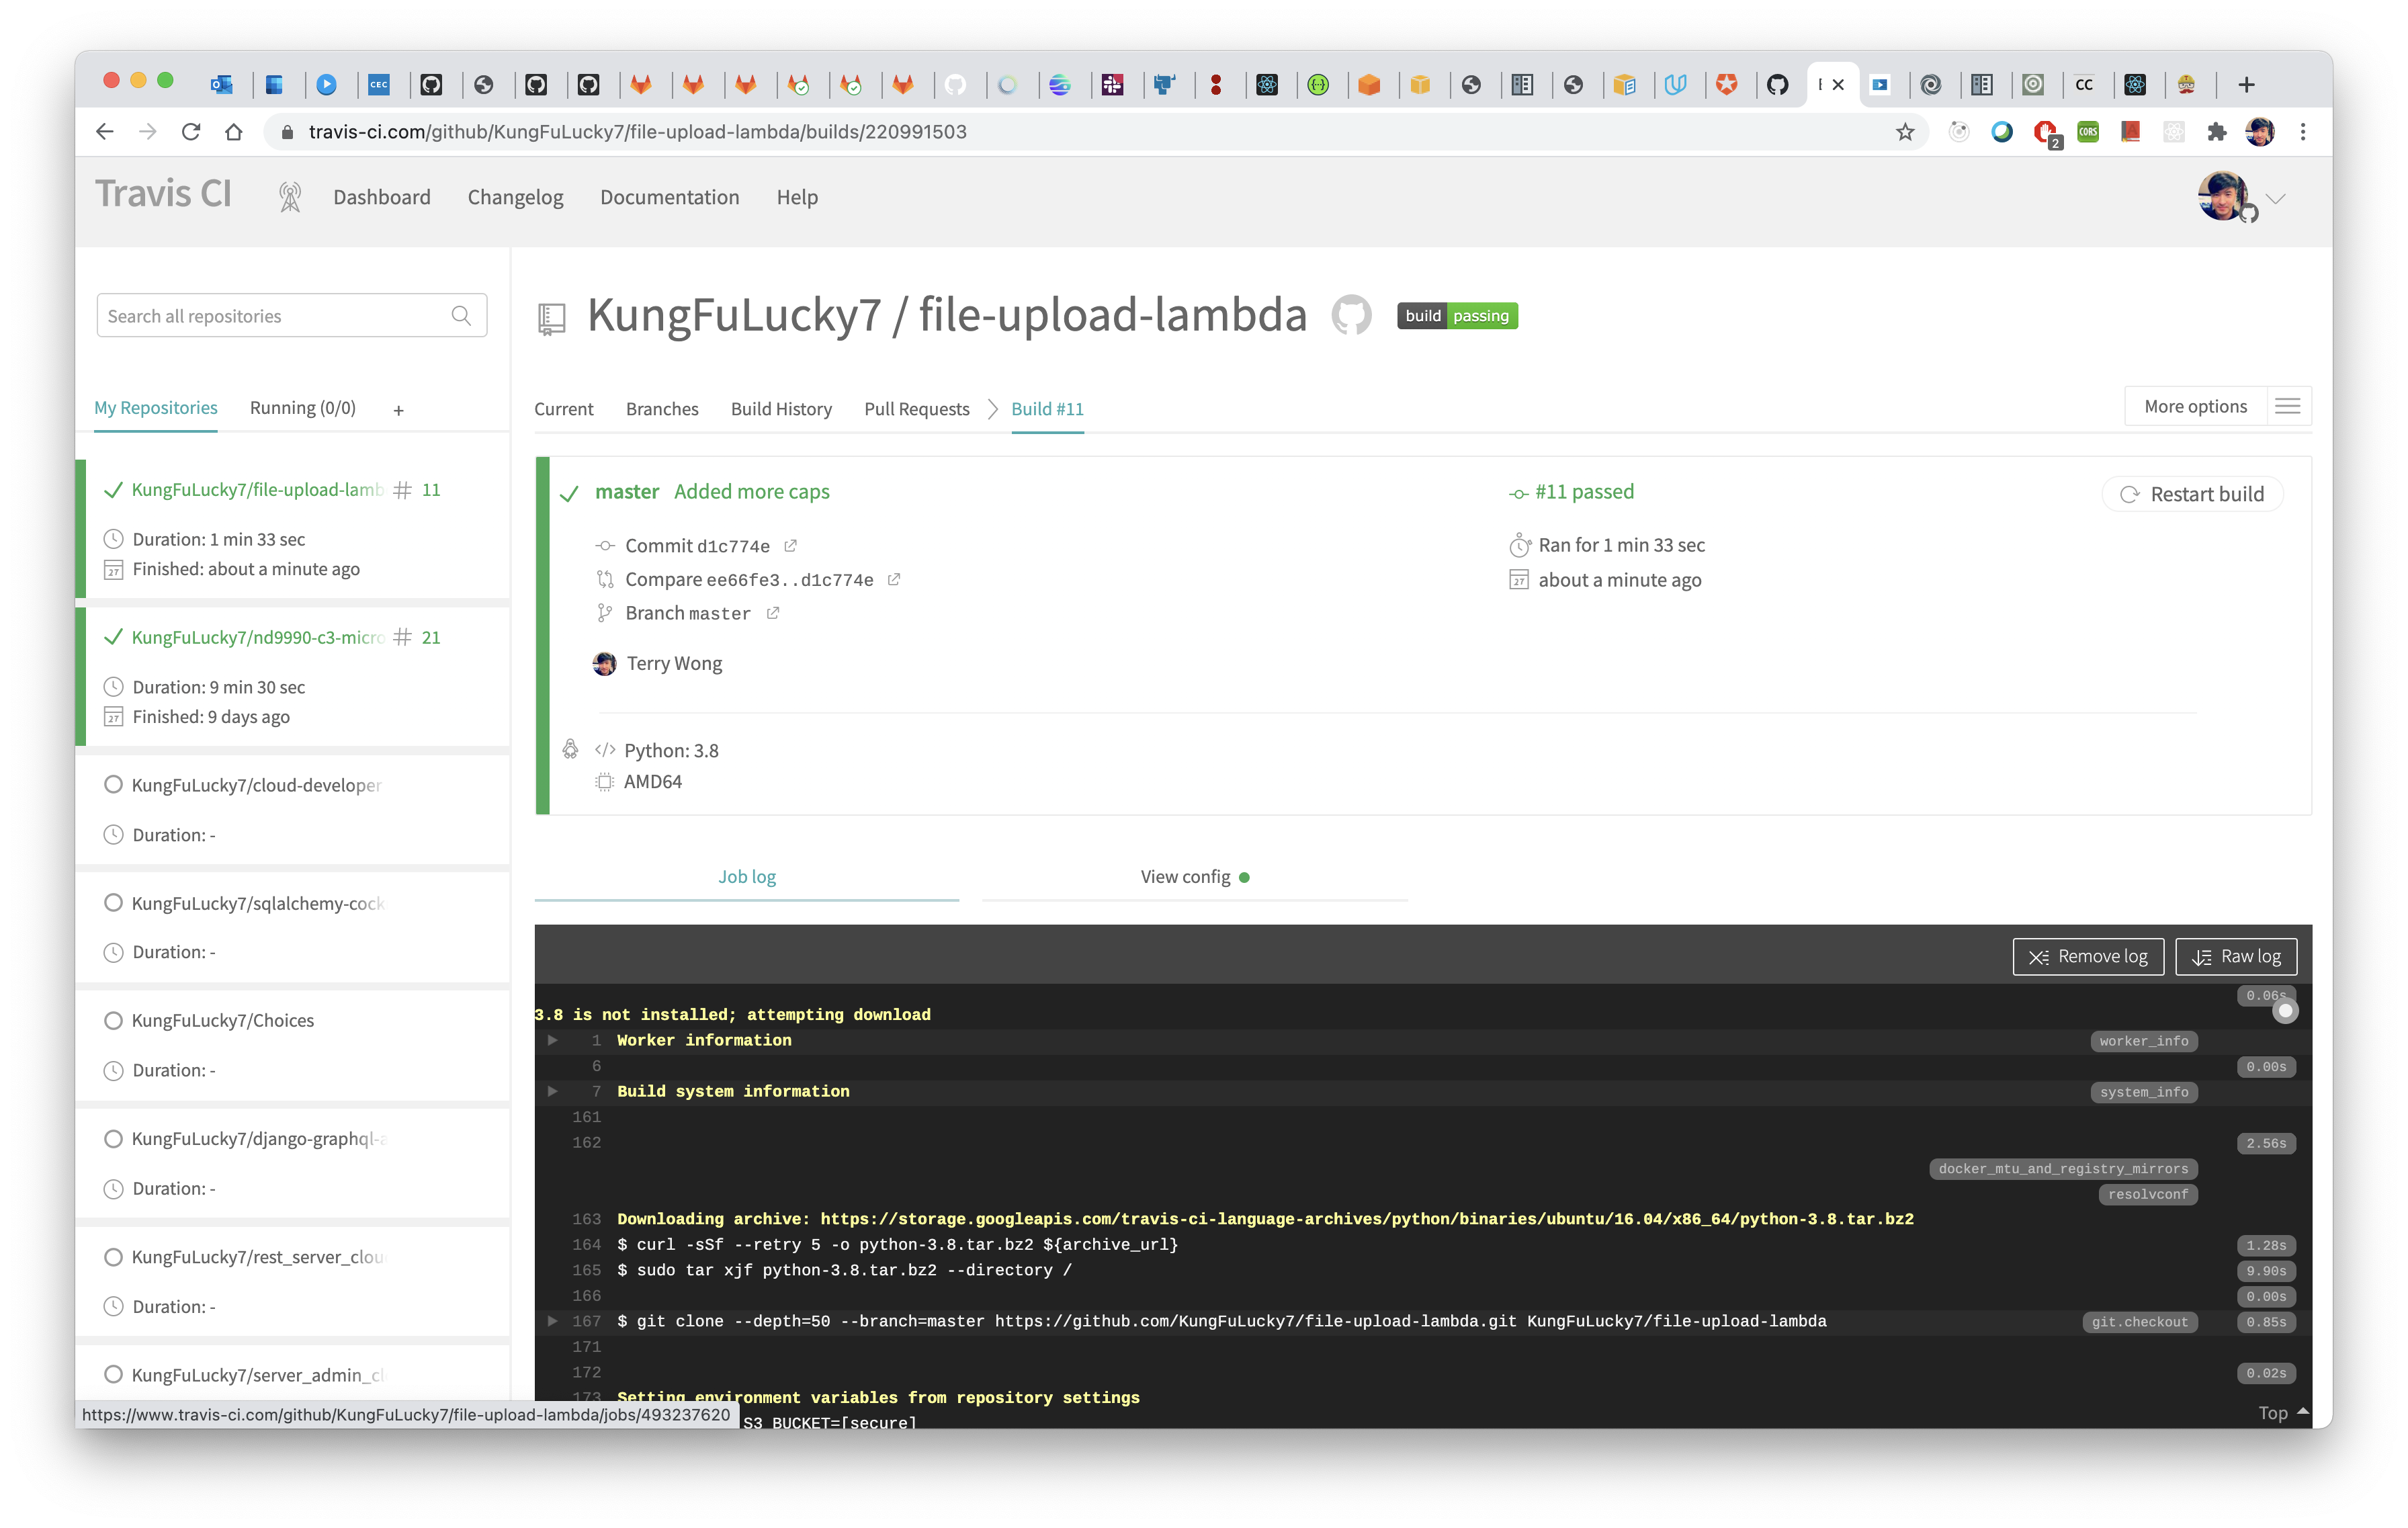 CEC
CC
travis-ci.com/github/KungFuLucky7/file-upload-lambda/builds/220991503
2
CORS
Travis CI
Dashboard
Changelog
Documentation
Help
Search all repositories
My Repositories
Running (0/0)
+
KungFuLucky7/file-upload-lamb # 11
Duration: 1 min 33 sec
Finished: about a minute ago
KungFuLucky7/nd9990-c3-micro # 21
Duration: 9 min 30 sec
Finished: 9 days ago
KungFuLucky7/cloud-developer
Duration: -
KungFuLucky7/sqlalchemy-cock
Duration: -
KungFuLucky7/Choices
Duration: -
KungFuLucky7/django-graphql-a
Duration: -
KungFuLucky7/rest_server_clou
Duration: -
KungFuLucky7/server_admin_cl
https://www.travis-ci.com/github/KungFuLucky7/file-upload-lambda/jobs/493237620
KungFuLucky7 / file-upload-lambda
build passing
Current
Branches
Build History
Pull Requests
Build #11
More options
master Added more caps
Commit d1c774e
Compare ee66fe3..d1c774e
Branch master
Terry Wong
Python: 3.8
AMD64
#11 passed
Ran for 1 min 33 sec
about a minute ago
Restart build
Job log
View config
Remove log
Raw log
0.06s
3.8 is not installed; attempting download
1 Worker information worker_info
6 0.00s
7 Build system information system_info
161
162 2.56s
docker_mtu_and_registry_mirrors
resolvconf
163 Downloading archive: https://storage.googleapis.com/travis-ci-language-archives/python/binaries/ubuntu/16.04/x86_64/python-3.8.tar.bz2
164 $ curl -sSf --retry 5 -o python-3.8.tar.bz2 ${archive_url} 1.28s
165 $ sudo tar xjf python-3.8.tar.bz2 --directory / 9.90s
166 0.00s
167 $ git clone --depth=50 --branch=master https://github.com/KungFuLucky7/file-upload-lambda.git KungFuLucky7/file-upload-lambda git.checkout 0.85s
171
172 0.02s
173 Setting environment variables from repository settings
S3_BUCKET=[secure]
Top